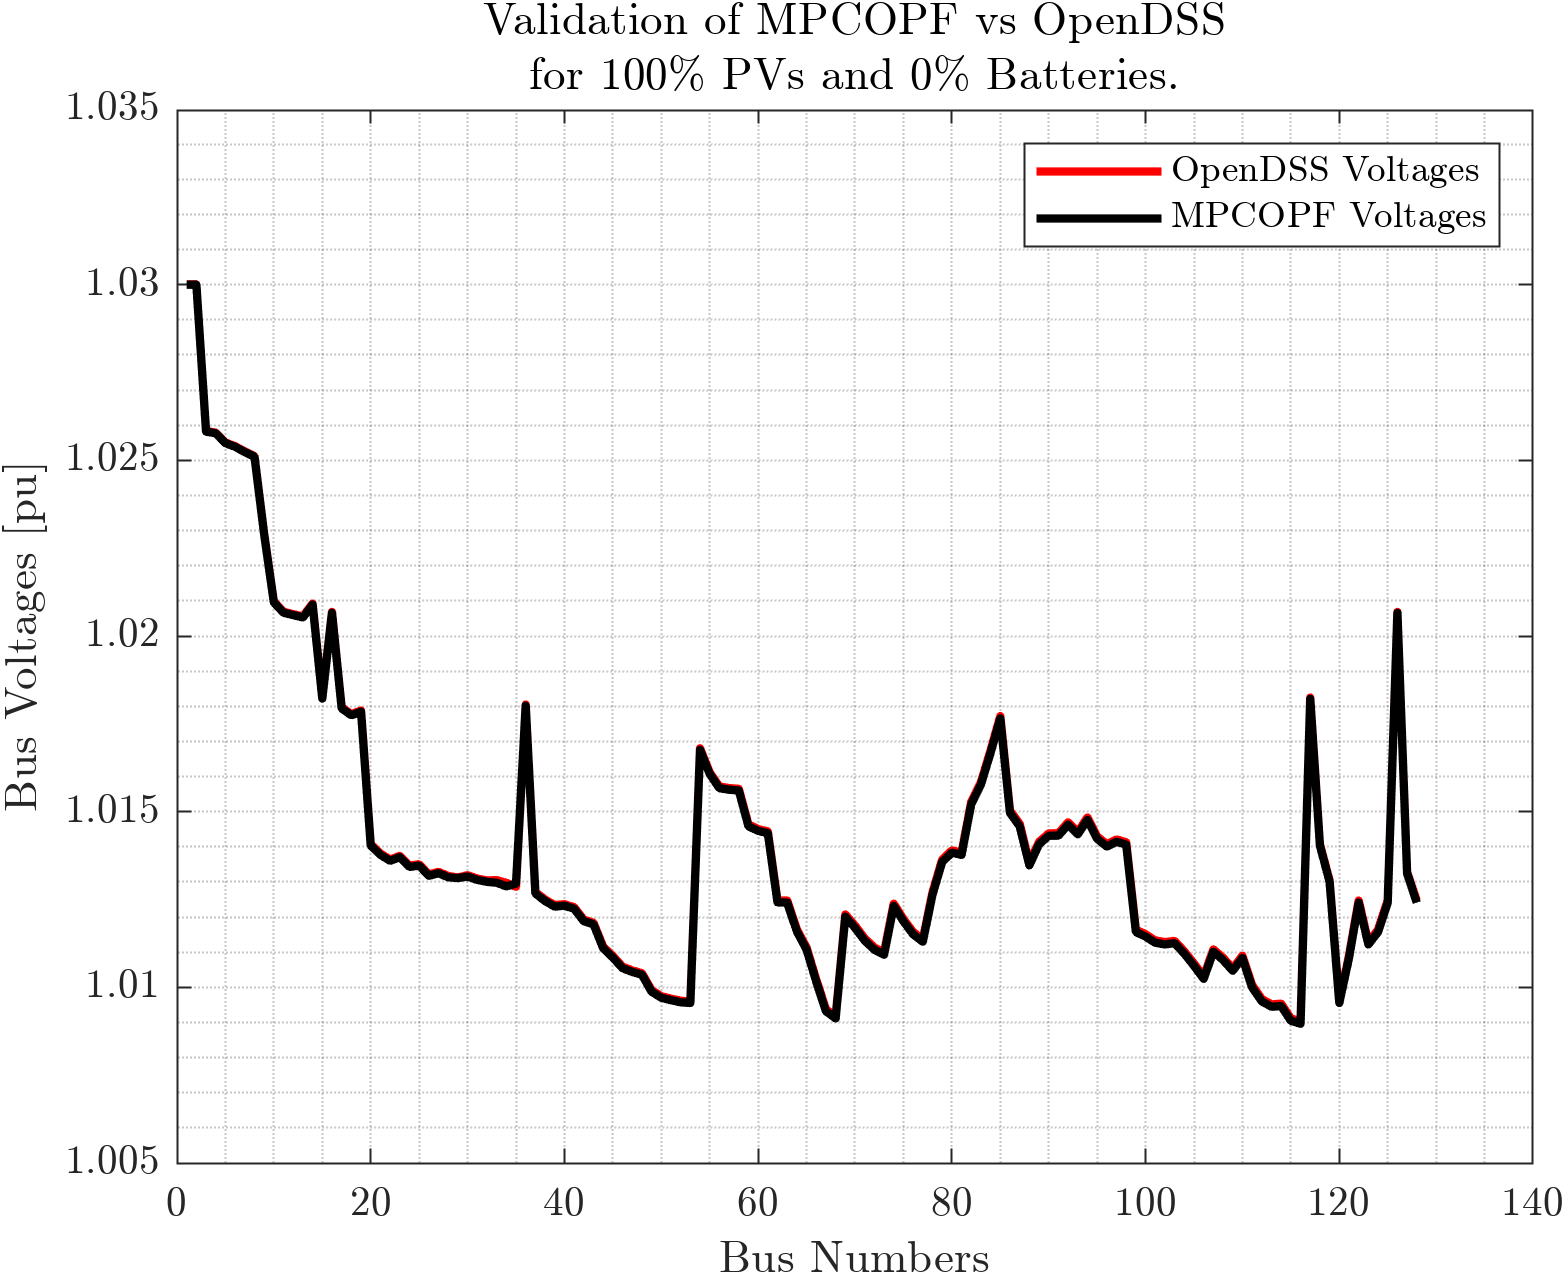 Validation of MPCOPF vs OpenDSS
for 100% PVs and 0% Batteries.
1.035
OpenDSS Voltages
MPCOPF Voltages
1.03
1.025
1.02
1.015
1.01
1.005
Bus Voltages [pu]
0 20 40 60 80 100 120 140
Bus Numbers